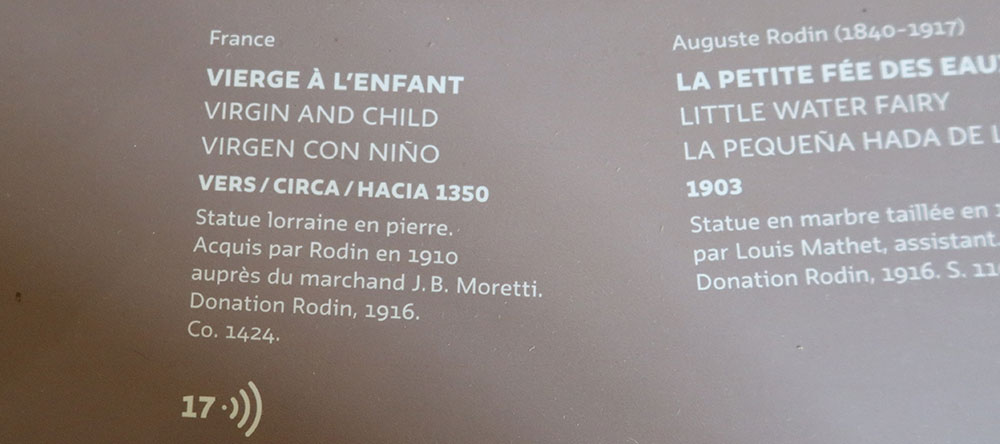 France
VIERGE À L'ENFANT
VIRGIN AND CHILD
VIRGEN CON NIÑO
VERS / CIRCA / HACIA 1350
Statue lorraine en pierre.
Acquis par Rodin en 1910
auprès du marchand J. B. Moretti.
Donation Rodin, 1916.
Co. 1424.
17
Auguste Rodin (1840-1917)
LA PETITE FÉE DES EAU
LITTLE WATER FAIRY
LA PEQUEÑA HADA DE
1903
Statue en marbre taillée en
par Louis Mathet, assistant.
Donation Rodin, 1916. S.